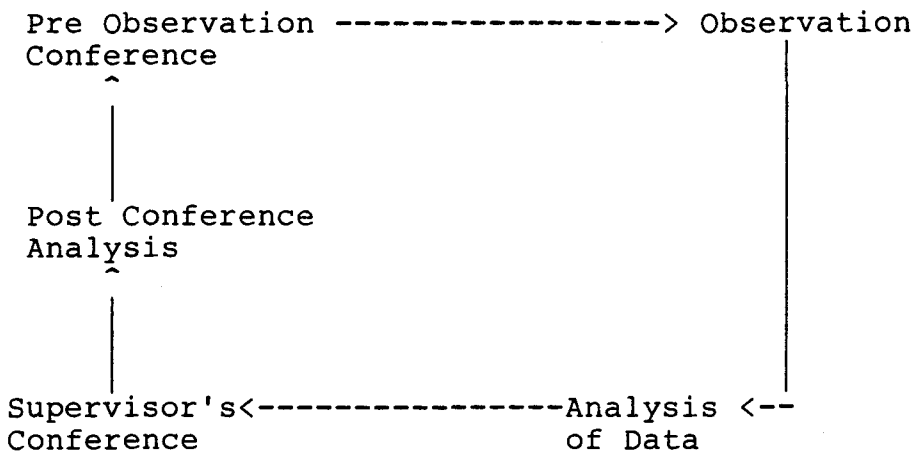 Pre Observation ----------------> Observation
Conference
Post Conference
Analysis
Supervisor's<---------------Analysis <--
Conference of Data